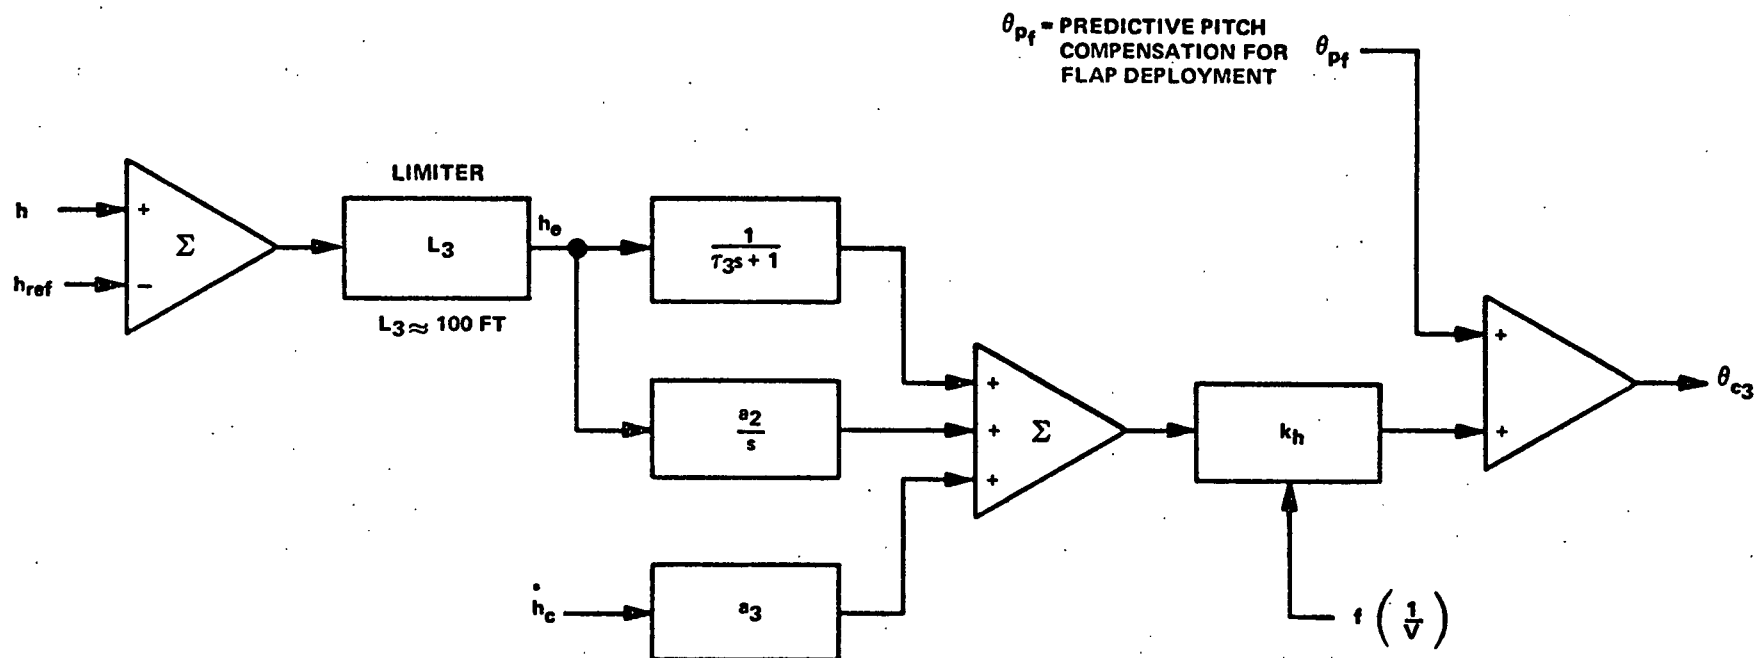 θpf = PREDICTIVE PITCH
COMPENSATION FOR
FLAP DEPLOYMENT
θpf
LIMITER
h
+
Σ
href
−
L3
he
L3 ≈ 100 FT
1
τ3s + 1
a2
s
ḣc
a3
+
+
+
Σ
kh
f (1/V)
+
+
θc3